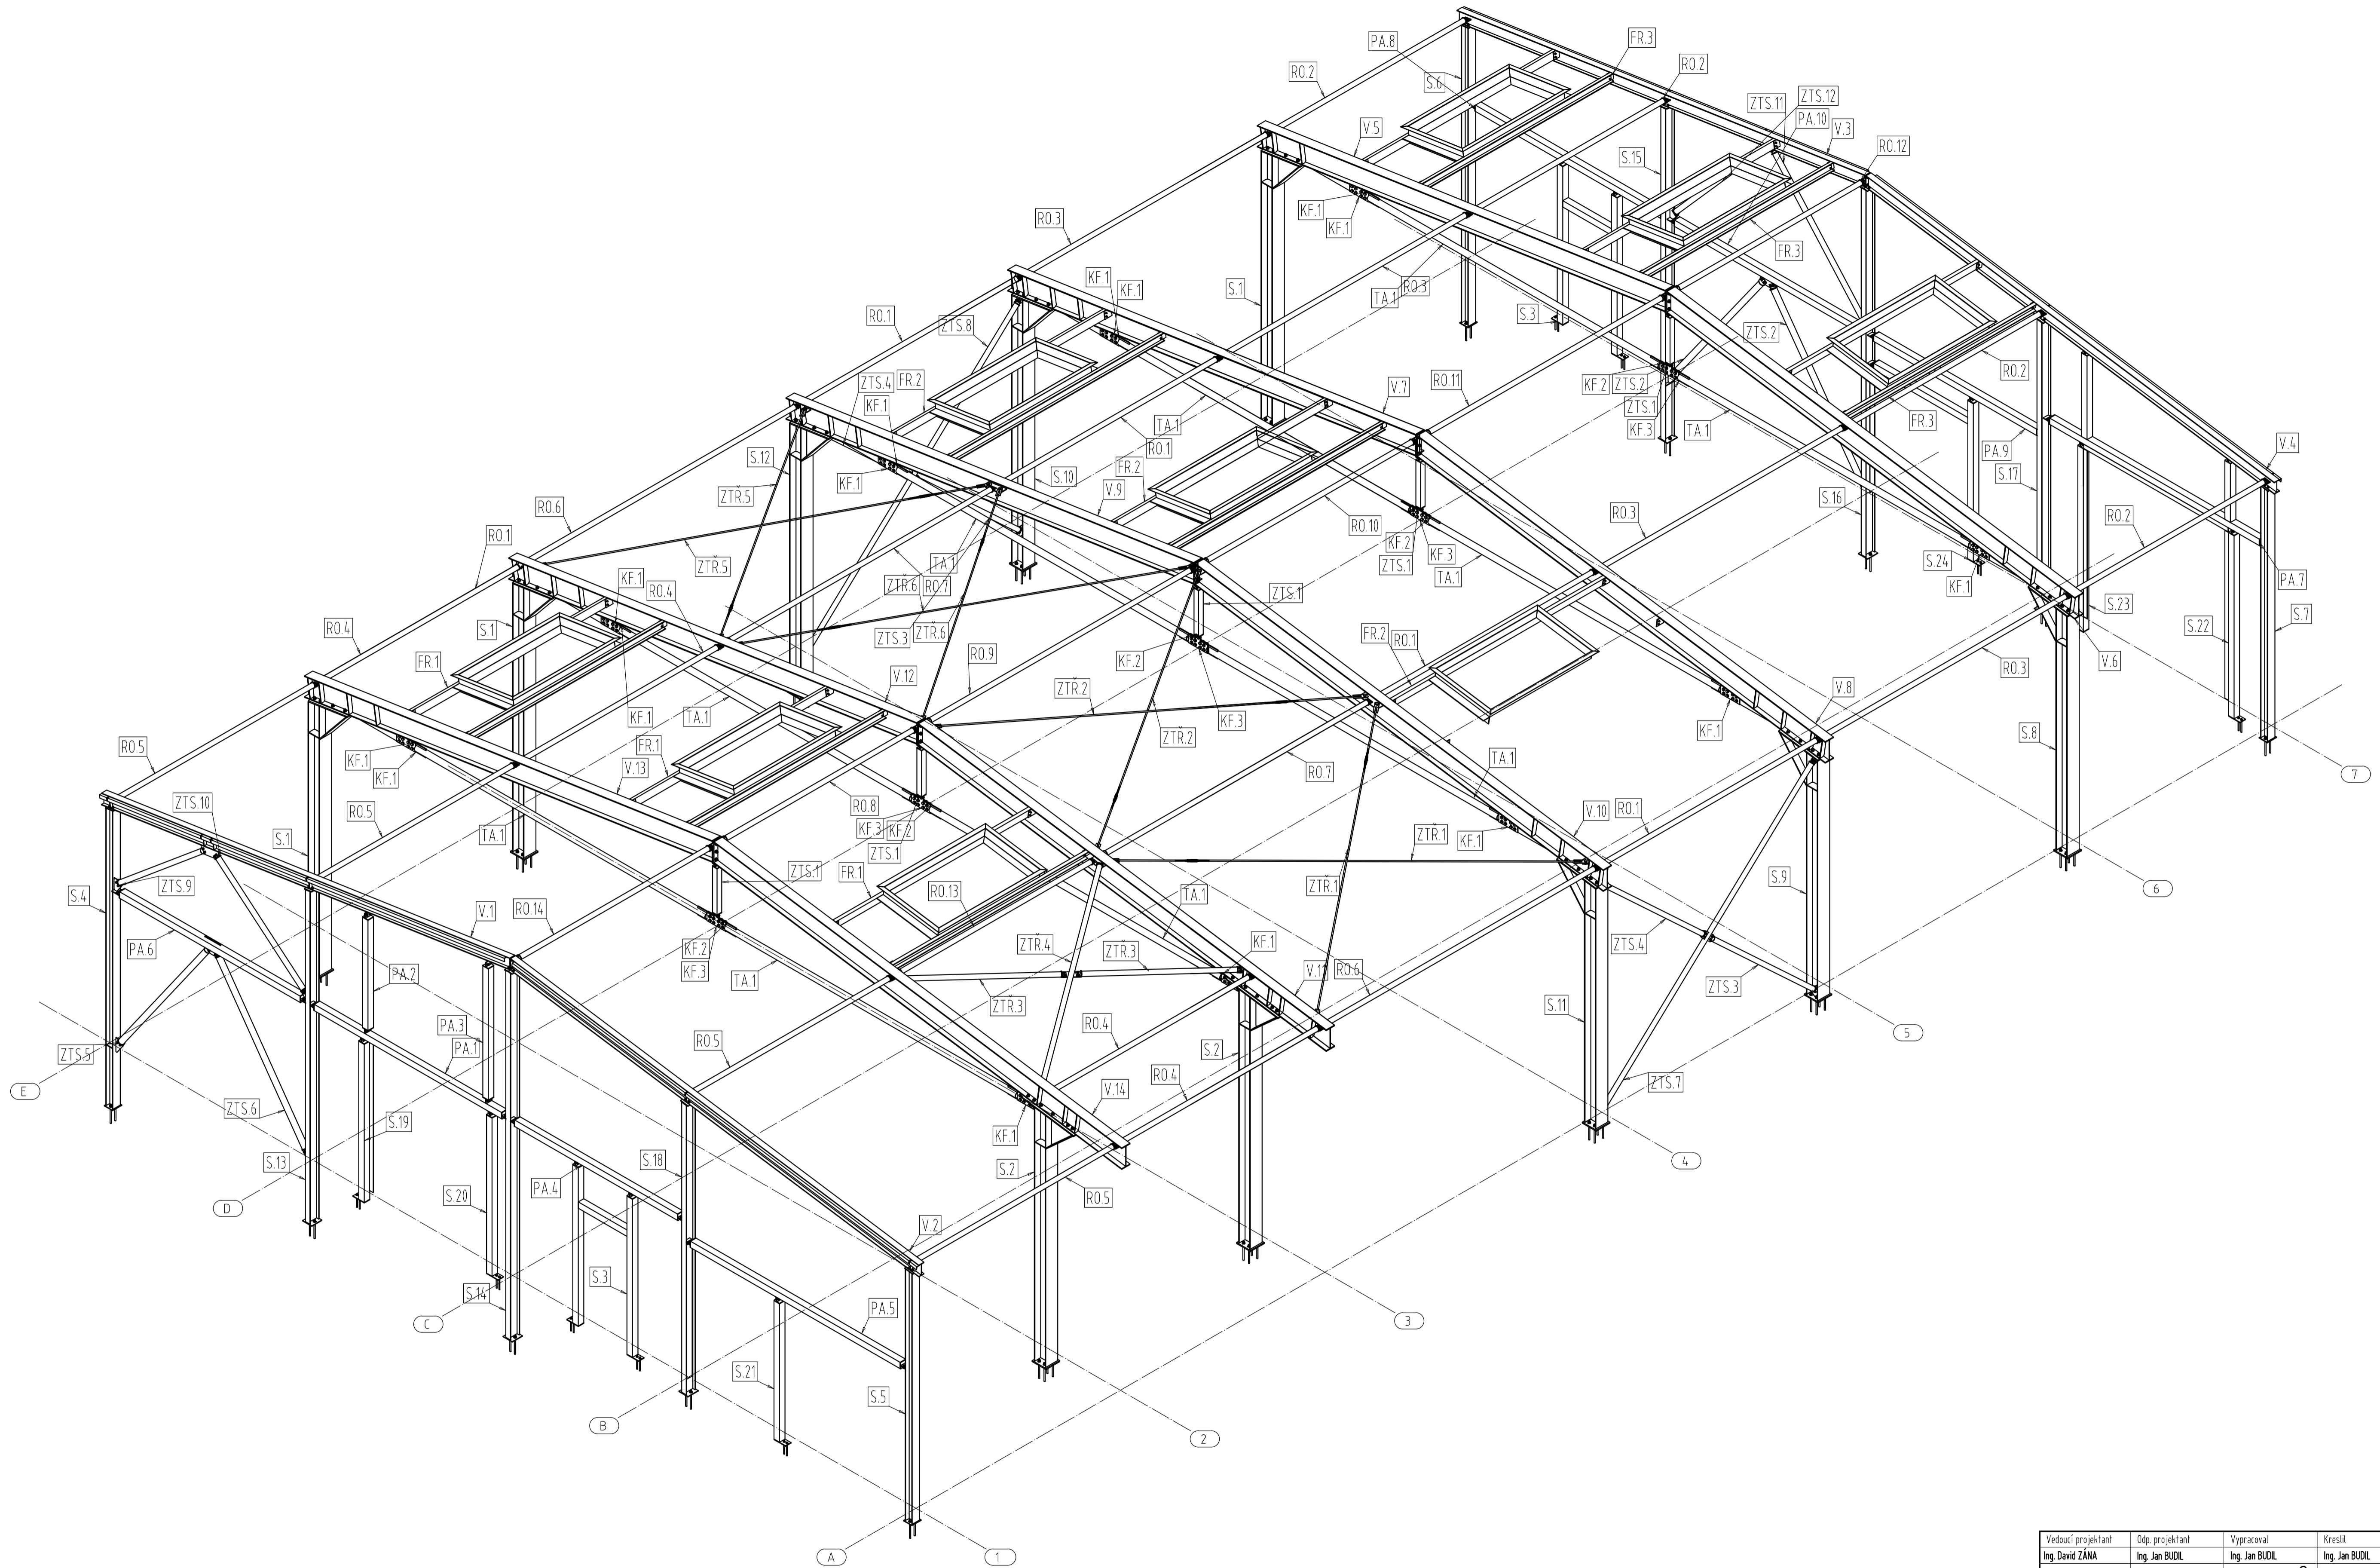 FR.3
PA.8
RO.2
RO.2
S.6
ZTS.11
ZTS.12
PA.10
V.3
V.5
RO.12
S.15
KF.1
KF.1
RO.3
FR.3
KF.1
KF.1
S.1
RO.3
TA.1
S.3
RO.1
ZTS.8
ZTS.2
RO.2
ZTS.4
FR.2
V.7
RO.11
KF.2
ZTS.2
KF.1
ZTS.1
FR.3
TA.1
RO.1
KF.3
TA.1
V.4
PA.9
S.12
S.10
FR.2
S.17
KF.1
V.9
ZTŘ.5
S.16
RO.6
RO.3
RO.2
RO.10
RO.1
KF.2
KF.3
S.24
TA.1
ZTS.1
ZTŘ.5
TA.1
KF.1
PA.7
KF.1
RO.4
ZTŘ.6
RO.7
ZTS.1
S.23
S.7
RO.4
S.1
ZTS.3
ZTŘ.6
S.22
FR.1
RO.9
FR.2
RO.1
KF.2
V.6
RO.3
V.12
ZTŘ.2
V.8
KF.1
TA.1
KF.3
KF.1
S.8
ZTŘ.2
RO.5
KF.1
FR.1
V.13
TA.1
KF.1
RO.7
7
ZTS.10
RO.8
V.10
RO.1
RO.5
TA.1
KF.3
KF.2
ZTŘ.1
KF.1
S.1
ZTS.1
ZTS.1
FR.1
ZTŘ.1
S.9
ZTS.9
6
S.4
RO.13
TA.1
V.1
RO.14
ZTS.4
PA.6
KF.2
ZTŘ.4
ZTŘ.3
KF.1
PA.2
KF.3
V.11
RO.6
TA.1
ZTS.3
ZTŘ.3
S.11
PA.3
RO.4
5
RO.5
S.2
PA.1
ZTS.5
RO.4
ZTS.7
E
V.14
ZTS.6
S.19
KF.1
S.18
4
S.13
S.2
PA.4
RO.5
S.20
D
V.2
S.3
S.14
PA.5
C
3
S.21
S.5
B
2
A
1
Vedoucí projektant
Odp. projektant
Vypracoval
Kreslil
Ing. David ZÁŇA
Ing. Jan BUDIL
Ing. Jan BUDIL
Ing. Jan BUDIL